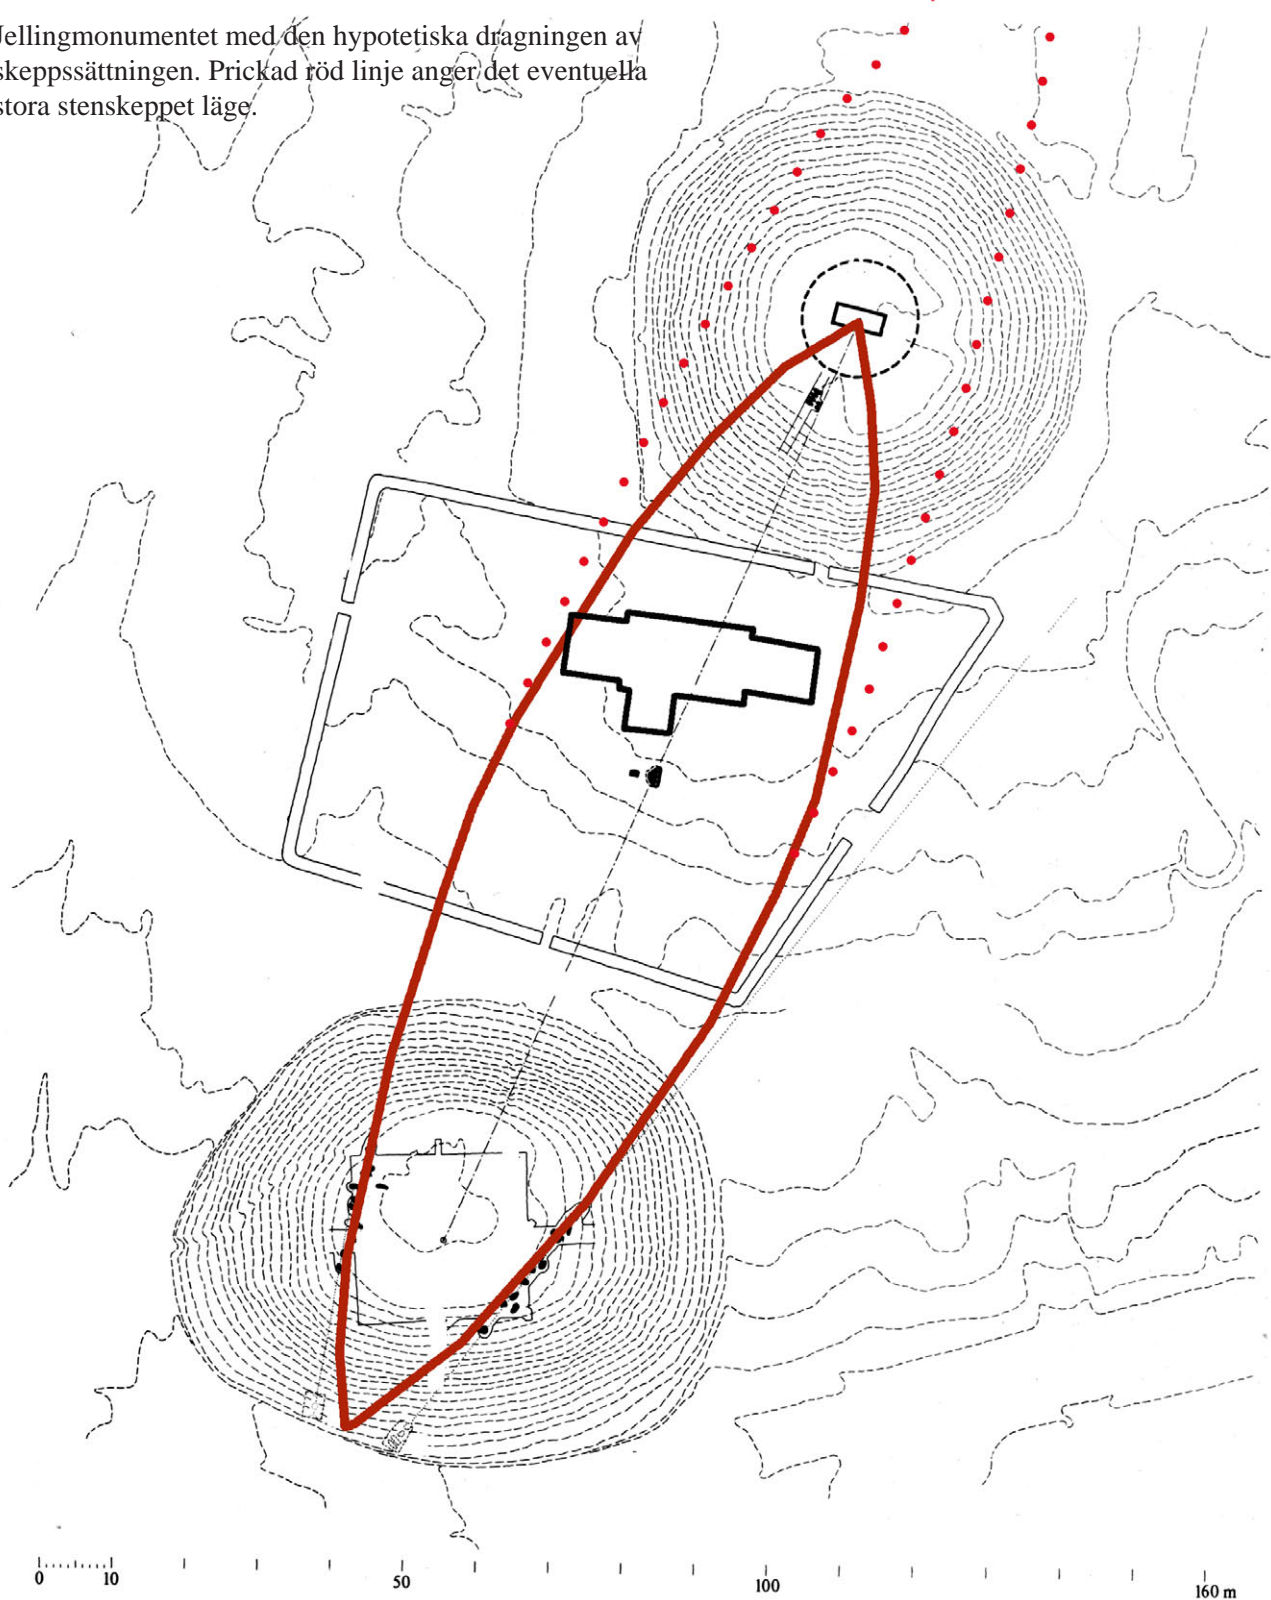 Jellingmonumentet med den hypotetiska dragningen av
skeppssättningen. Prickad röd linje anger det eventuella
stora stenskeppet läge.
0 10 50 100 160 m